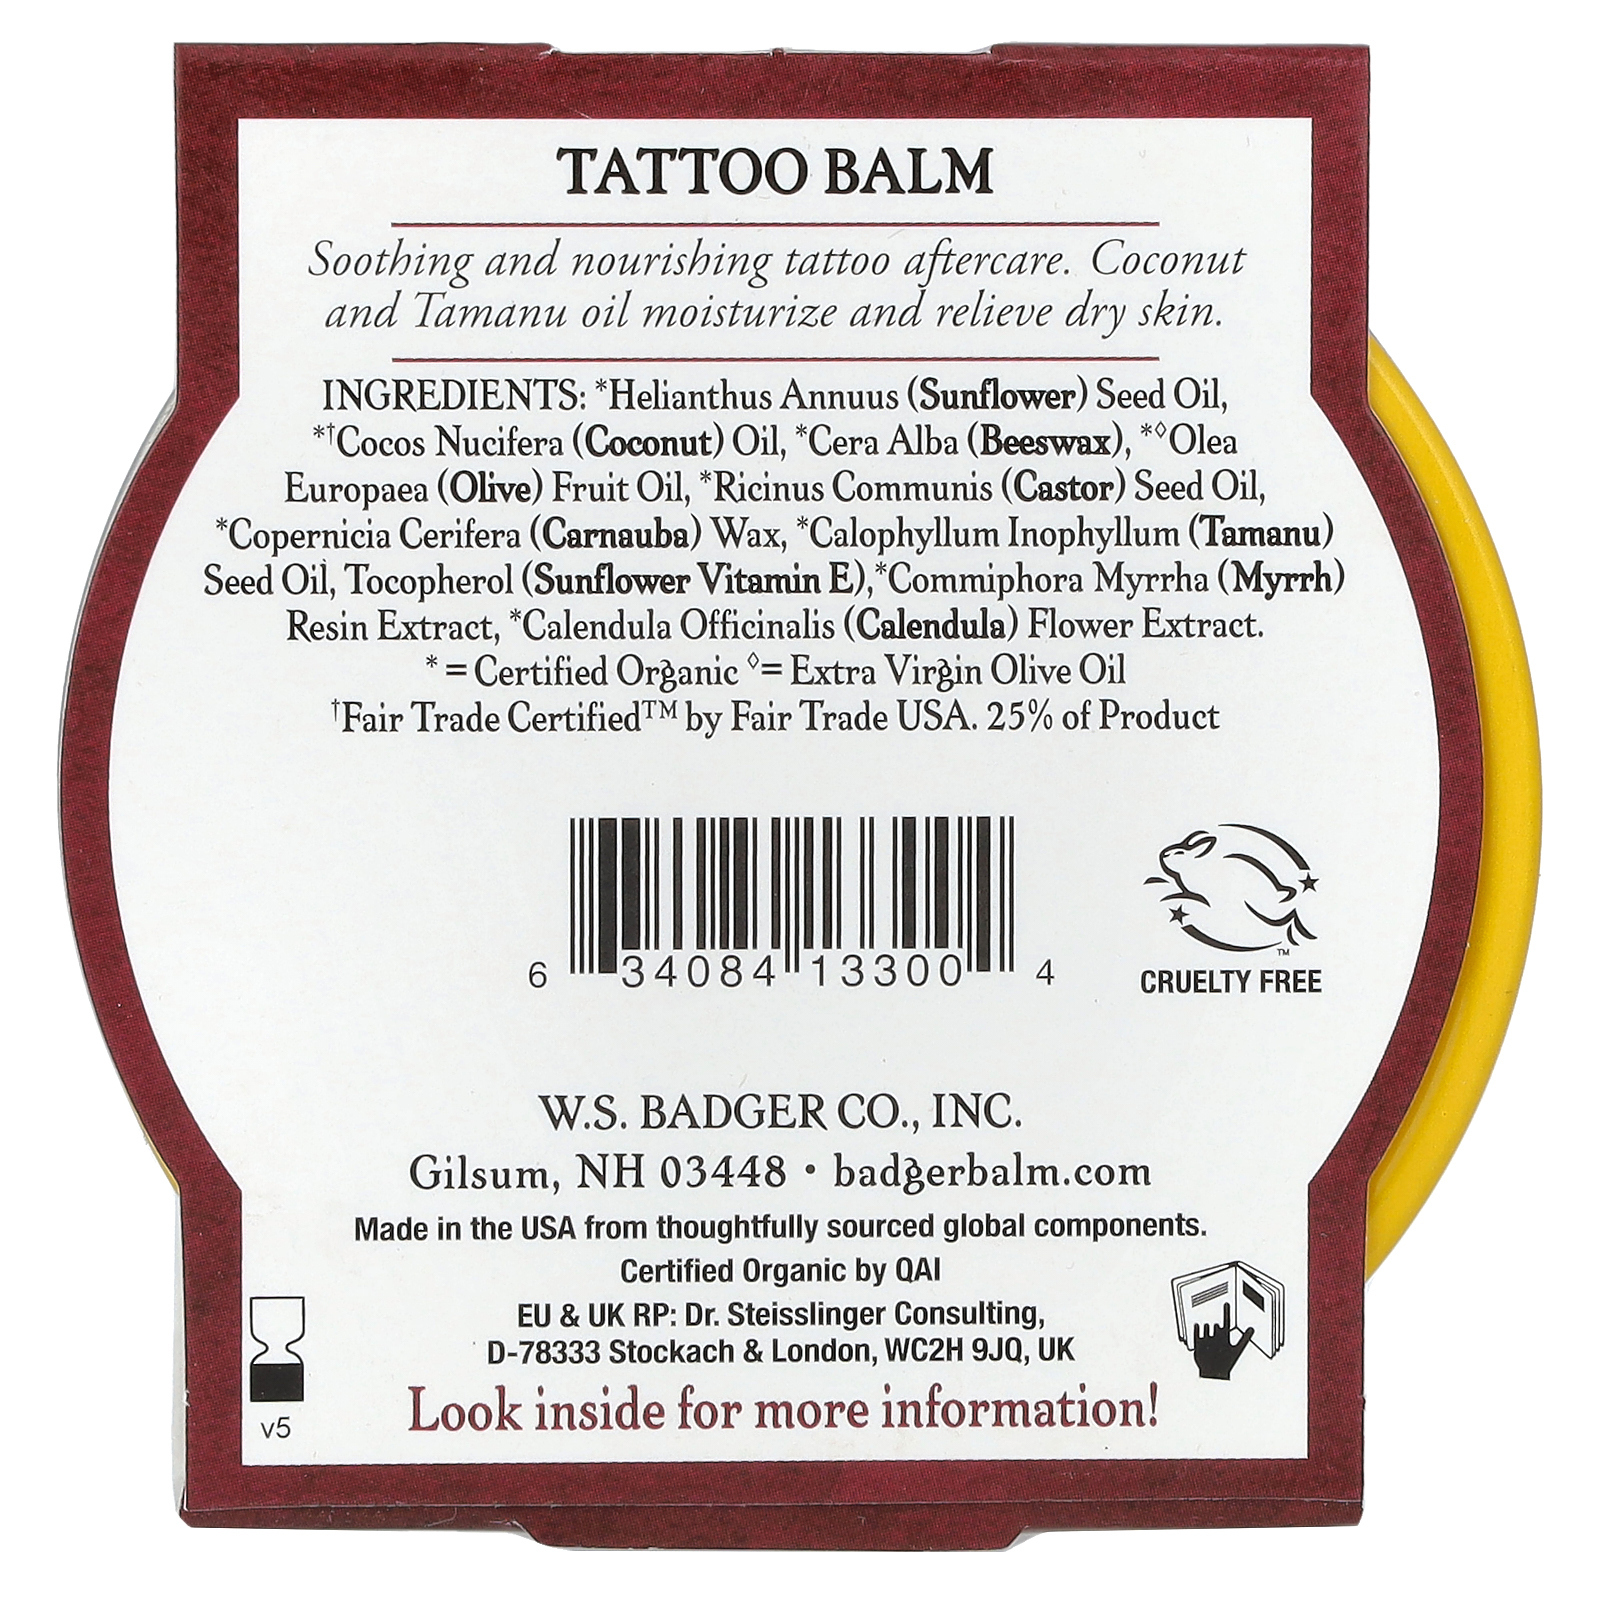 TATTOO BALM
Soothing and nourishing tattoo aftercare. Coconut
and Tamanu oil moisturize and relieve dry skin.
INGREDIENTS: *Helianthus Annuus (Sunflower) Seed Oil,
*†Cocos Nucifera (Coconut) Oil, *Cera Alba (Beeswax), *◊Olea
Europaea (Olive) Fruit Oil, *Ricinus Communis (Castor) Seed Oil,
*Copernicia Cerifera (Carnauba) Wax, *Calophyllum Inophyllum (Tamanu)
Seed Oil, Tocopherol (Sunflower Vitamin E),*Commiphora Myrrha (Myrrh)
Resin Extract, *Calendula Officinalis (Calendula) Flower Extract.
* = Certified Organic ◊= Extra Virgin Olive Oil
†Fair Trade Certified™ by Fair Trade USA. 25% of Product
6 34084 13300 4
TM
CRUELTY FREE
W.S. BADGER CO., INC.
Gilsum, NH 03448 • badgerbalm.com
Made in the USA from thoughtfully sourced global components.
Certified Organic by QAI
EU & UK RP: Dr. Steisslinger Consulting,
D-78333 Stockach & London, WC2H 9JQ, UK
Look inside for more information!
v5